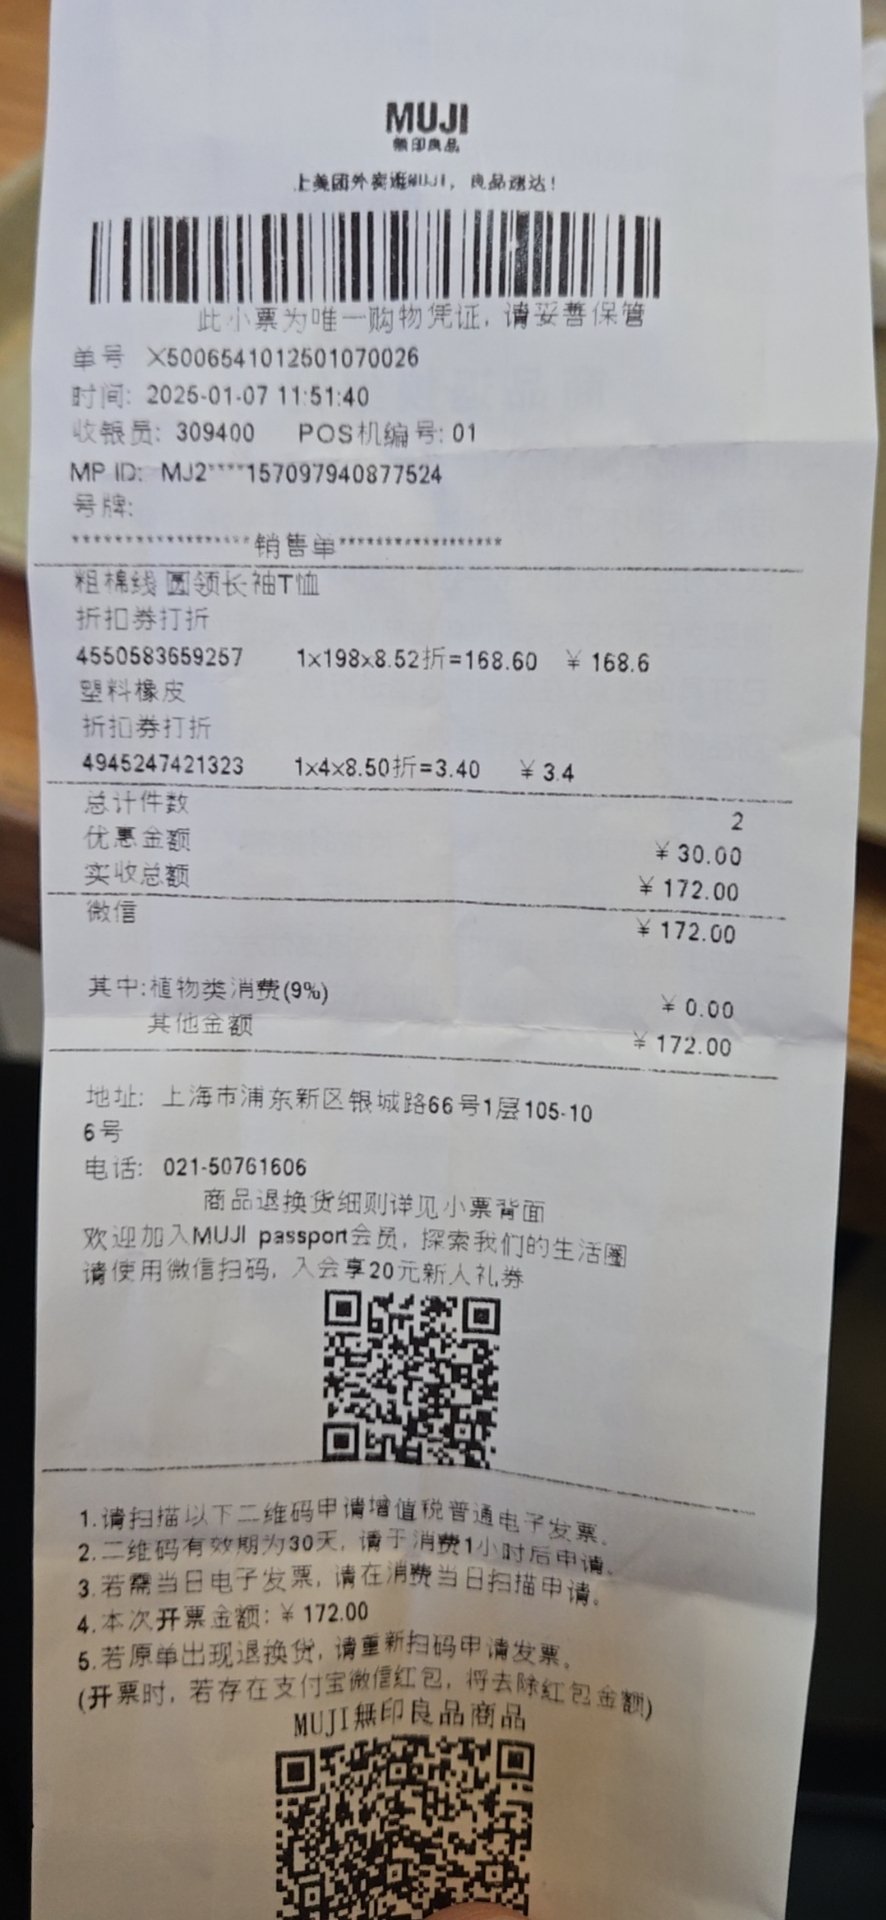 MUJI
無印良品
上美团外卖逛MUJI，良品速达！
此小票为唯一购物凭证，请妥善保管
单号 X5006541012501070026
时间: 2025-01-07 11:51:40
收银员: 309400 POS机编号: 01
MP ID: MJ2****157097940877524
号牌:
********************销售单********************
粗棉线 圆领长袖T恤
折扣券打折
4550583659257 1x198x8.52折=168.60 ￥168.6
塑料橡皮
折扣券打折
4945247421323 1x4x8.50折=3.40 ￥3.4
总计件数 2
优惠金额 ￥30.00
实收总额 ￥172.00
微信 ￥172.00
其中:植物类消费(9%) ￥0.00
其他金额 ￥172.00
地址: 上海市浦东新区银城路66号1层105-10
6号
电话: 021-50761606
商品退换货细则详见小票背面
欢迎加入MUJI passport会员, 探索我们的生活圈
请使用微信扫码, 入会享20元新人礼券
1.请扫描以下二维码申请增值税普通电子发票。
2.二维码有效期为30天, 请于消费1小时后申请。
3.若需当日电子发票, 请在消费当日扫描申请。
4.本次开票金额: ￥172.00
5.若原单出现退换货, 请重新扫码申请发票。
(开票时, 若存在支付宝微信红包, 将去除红包金额)
MUJI無印良品商品